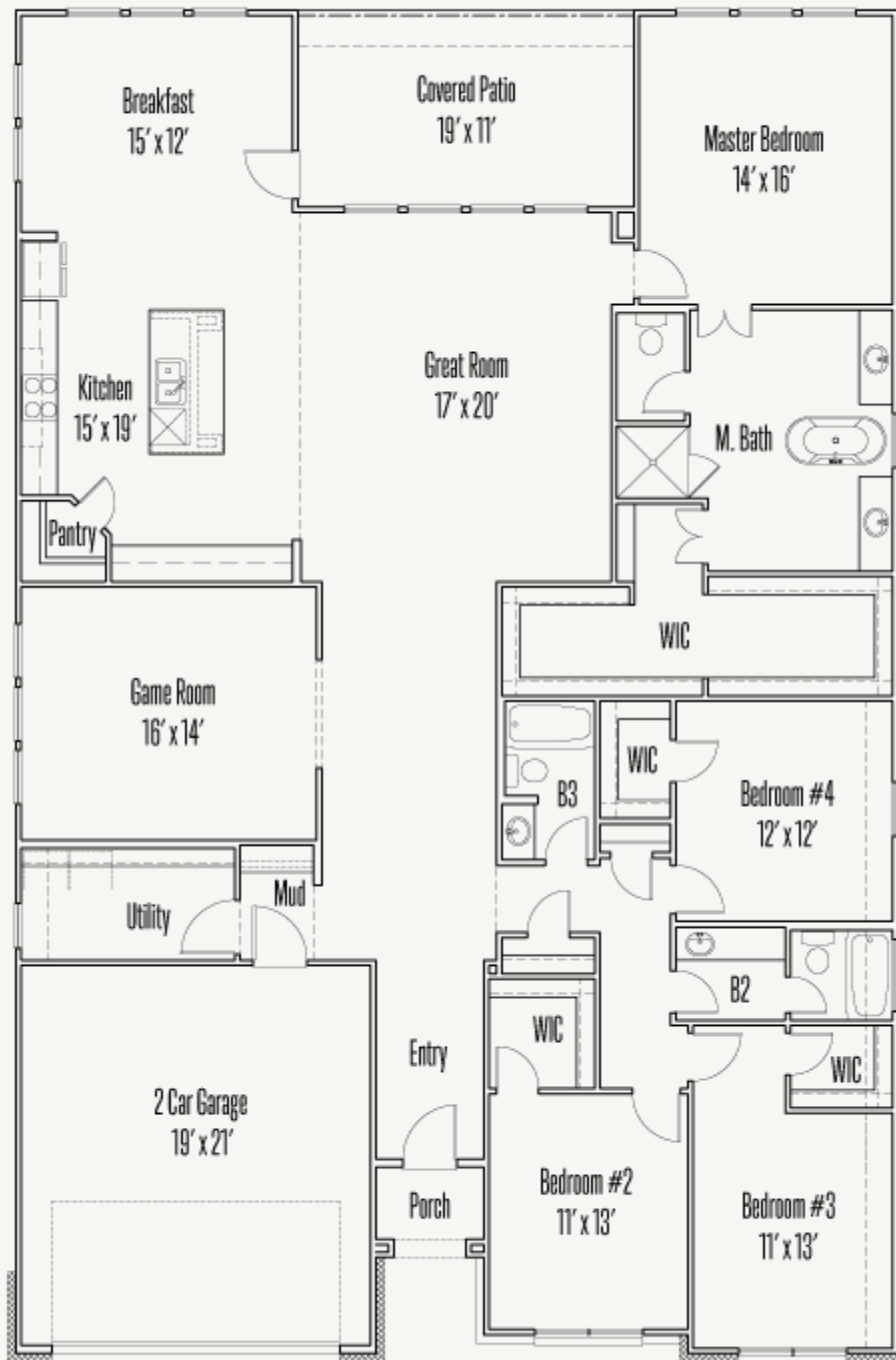 Breakfast
15' x 12'
Covered Patio
19' x 11'
Master Bedroom
14' x 16'
Great Room
17' x 20'
Kitchen
15' x 19'
M. Bath
Pantry
WIC
Game Room
16' x 14'
WIC
B3
Bedroom #4
12' x 12'
Mud
Utility
B2
WIC
Entry
WIC
2 Car Garage
19' x 21'
Bedroom #2
11' x 13'
Porch
Bedroom #3
11' x 13'